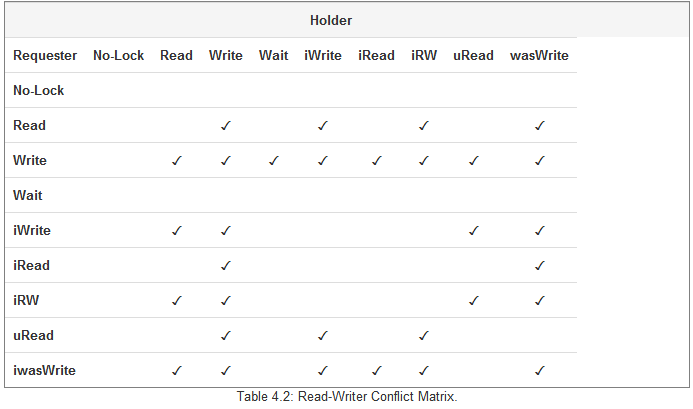 Holder
Requester No-Lock Read Write Wait iWrite iRead iRW uRead wasWrite
No-Lock
Read ✓ ✓ ✓ ✓
Write ✓ ✓ ✓ ✓ ✓ ✓ ✓ ✓
Wait
iWrite ✓ ✓ ✓ ✓
iRead ✓ ✓
iRW ✓ ✓ ✓ ✓
uRead ✓ ✓ ✓
iwasWrite ✓ ✓ ✓ ✓ ✓ ✓
Table 4.2: Read-Writer Conflict Matrix.